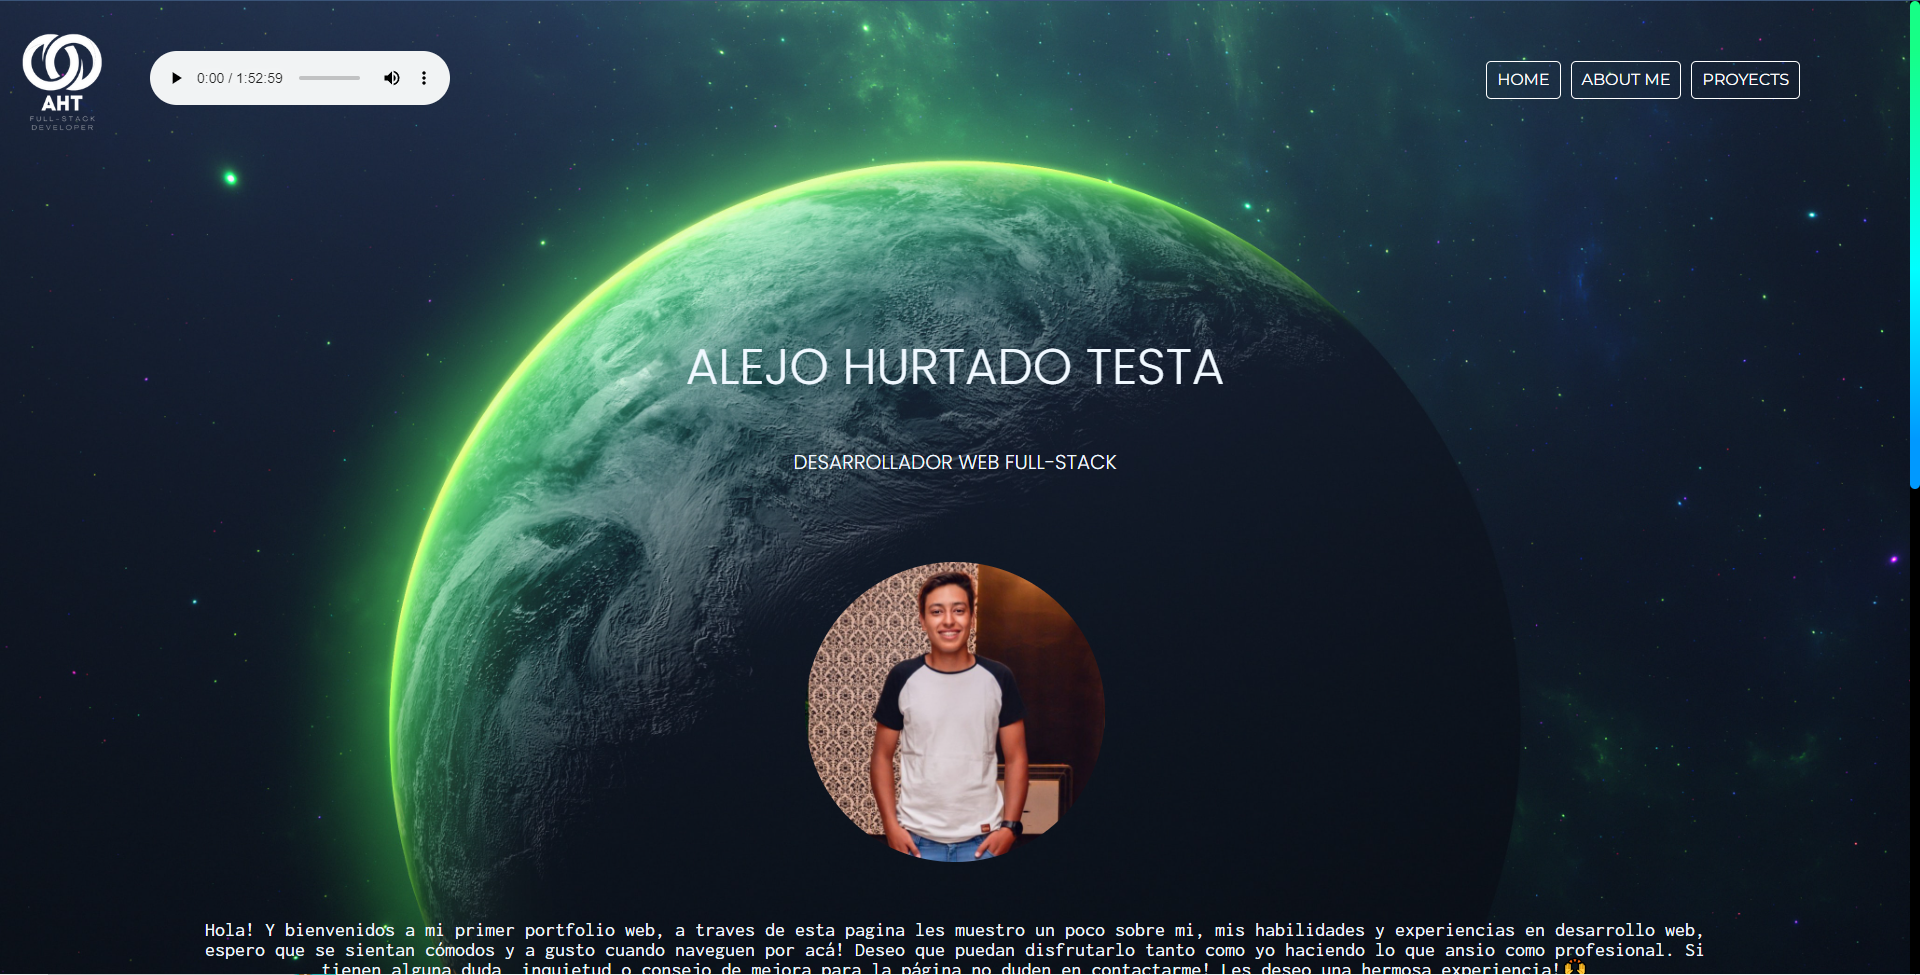 AHT
FULL-STACK
DEVELOPER
0:00 / 1:52:59
HOME
ABOUT ME
PROYECTS
ALEJO HURTADO TESTA
DESARROLLADOR WEB FULL-STACK
Hola! Y bienvenidos a mi primer portfolio web, a traves de esta pagina les muestro un poco sobre mi, mis habilidades y experiencias en desarrollo web,
espero que se sientan cómodos y a gusto cuando naveguen por acá! Deseo que puedan disfrutarlo tanto como yo haciendo lo que ansio como profesional. Si
tienen alguna duda, inquietud o consejo de mejora para la página no duden en contactarme! Les deseo una hermosa experiencia!🙌